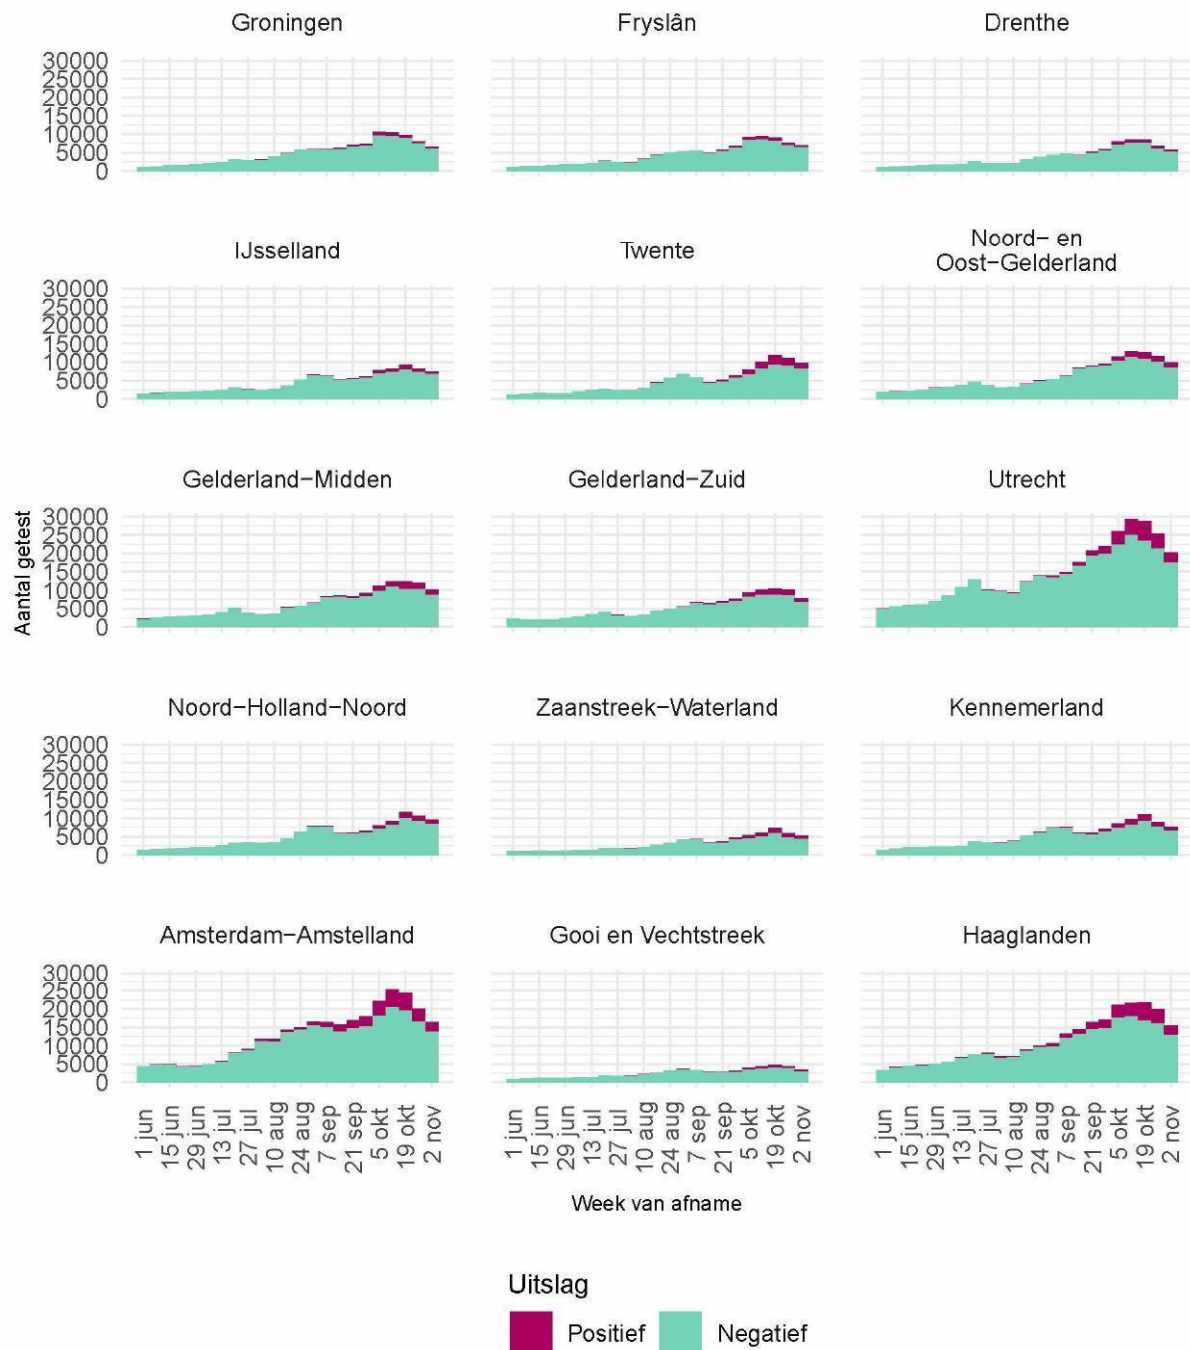 Groningen
Fryslân
Drenthe
30000
25000
20000
15000
10000
5000
0
IJsselland
Twente
Noord− en
Oost−Gelderland
30000
25000
20000
15000
10000
5000
0
Gelderland−Midden
Gelderland−Zuid
Utrecht
Aantal getest
30000
25000
20000
15000
10000
5000
0
Noord−Holland−Noord
Zaanstreek−Waterland
Kennemerland
30000
25000
20000
15000
10000
5000
0
Amsterdam−Amstelland
Gooi en Vechtstreek
Haaglanden
30000
25000
20000
15000
10000
5000
0
1 jun
15 jun
29 jun
13 jul
27 jul
10 aug
24 aug
7 sep
21 sep
5 okt
19 okt
2 nov
1 jun
15 jun
29 jun
13 jul
27 jul
10 aug
24 aug
7 sep
21 sep
5 okt
19 okt
2 nov
1 jun
15 jun
29 jun
13 jul
27 jul
10 aug
24 aug
7 sep
21 sep
5 okt
19 okt
2 nov
Week van afname
Uitslag
Positief
Negatief